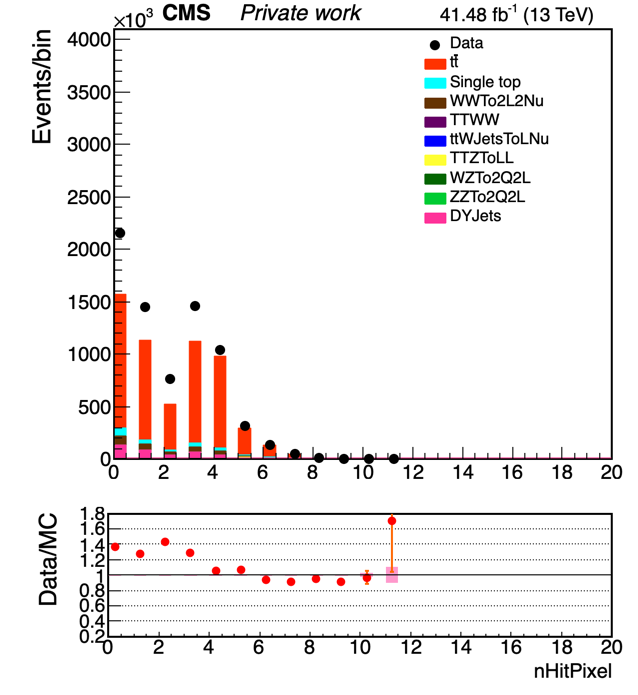 ×10³ CMS Private work 41.48 fb⁻¹ (13 TeV)
Events/bin
4000
3500
3000
2500
2000
1500
1000
500
0
Data
tt̄
Single top
WWTo2L2Nu
TTWW
ttWJetsToLNu
TTZToLL
WZTo2Q2L
ZZTo2Q2L
DYJets
0 2 4 6 8 10 12 14 16 18 20
Data/MC
1.8
1.6
1.4
1.2
1
0.8
0.6
0.4
0.2
0 2 4 6 8 10 12 14 16 18 20
nHitPixel